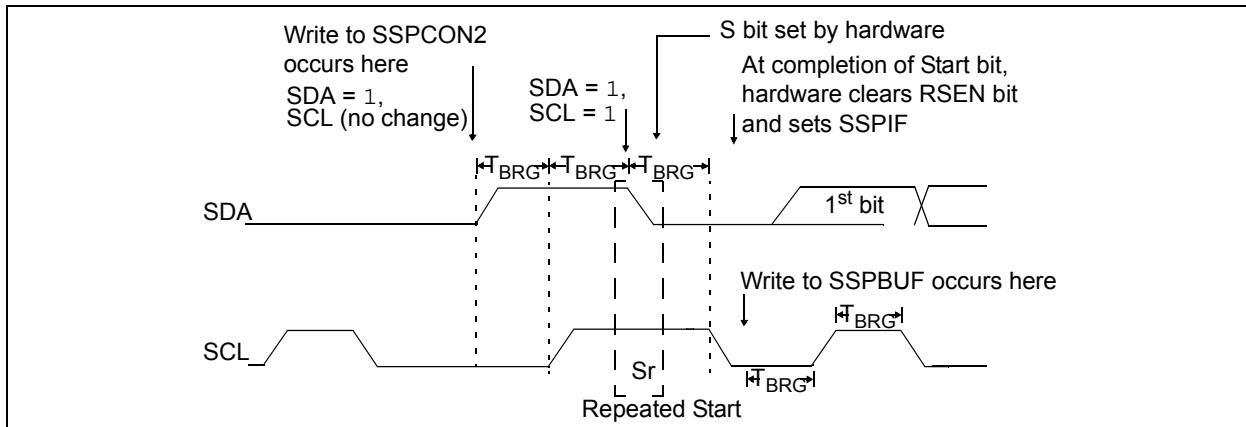 S bit set by hardware
Write to SSPCON2
occurs here
SDA = 1,
SCL (no change)
SDA = 1,
SCL = 1
At completion of Start bit,
hardware clears RSEN bit
and sets SSPIF
TBRG TBRG TBRG
SDA
1st bit
Write to SSPBUF occurs here
TBRG
SCL
Sr
TBRG
Repeated Start